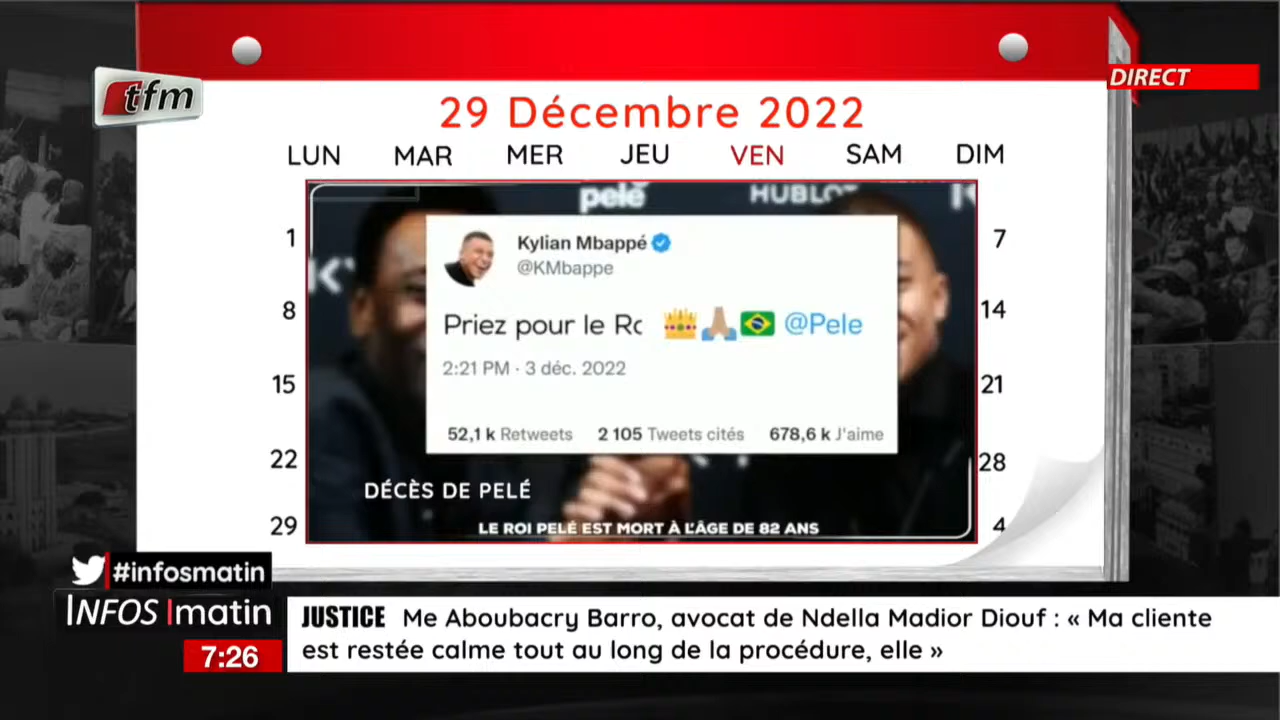 tfm
DIRECT
29 Décembre 2022
LUN MAR MER JEU VEN SAM DIM
pelé HUBLOT
1 7
8 14
15 21
22 28
29 4
Kylian Mbappé
@KMbappe
Priez pour le Ro @Pele
2:21 PM · 3 déc. 2022
52,1 k Retweets 2 105 Tweets cités 678,6 k J'aime
DÉCÈS DE PELÉ
LE ROI PELÉ EST MORT À L'ÂGE DE 82 ANS
#infosmatin
INFOS matin
7:26
JUSTICE Me Aboubacry Barro, avocat de Ndella Madior Diouf : « Ma cliente
est restée calme tout au long de la procédure, elle »